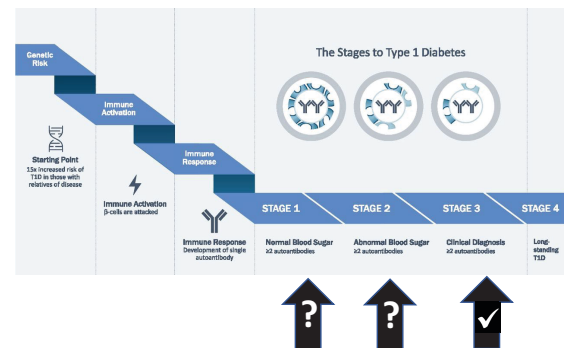 The Stages to Type 1 Diabetes
Genetic
Risk
Immune
Activation
Immune
Response
Starting Point
15x increased risk of
T1D in those with
relatives of disease
Immune Activation
β-cells are attacked
Immune Response
Development of single
autoantibody
STAGE 1
STAGE 2
STAGE 3
STAGE 4
Normal Blood Sugar
≥2 autoantibodies
Abnormal Blood Sugar
≥2 autoantibodies
Clinical Diagnosis
≥2 autoantibodies
Long-
standing
T1D
?
?
✓